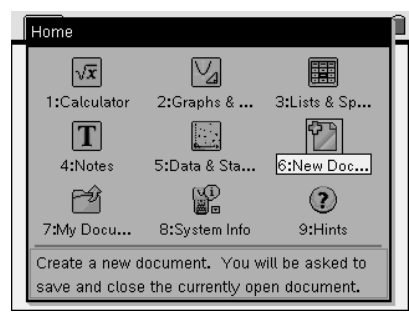 Home
1:Calculator 2:Graphs & ... 3:Lists & Sp...
4:Notes 5:Data & Sta... 6:New Doc...
7:My Docu... 8:System Info 9:Hints
Create a new document. You will be asked to
save and close the currently open document.